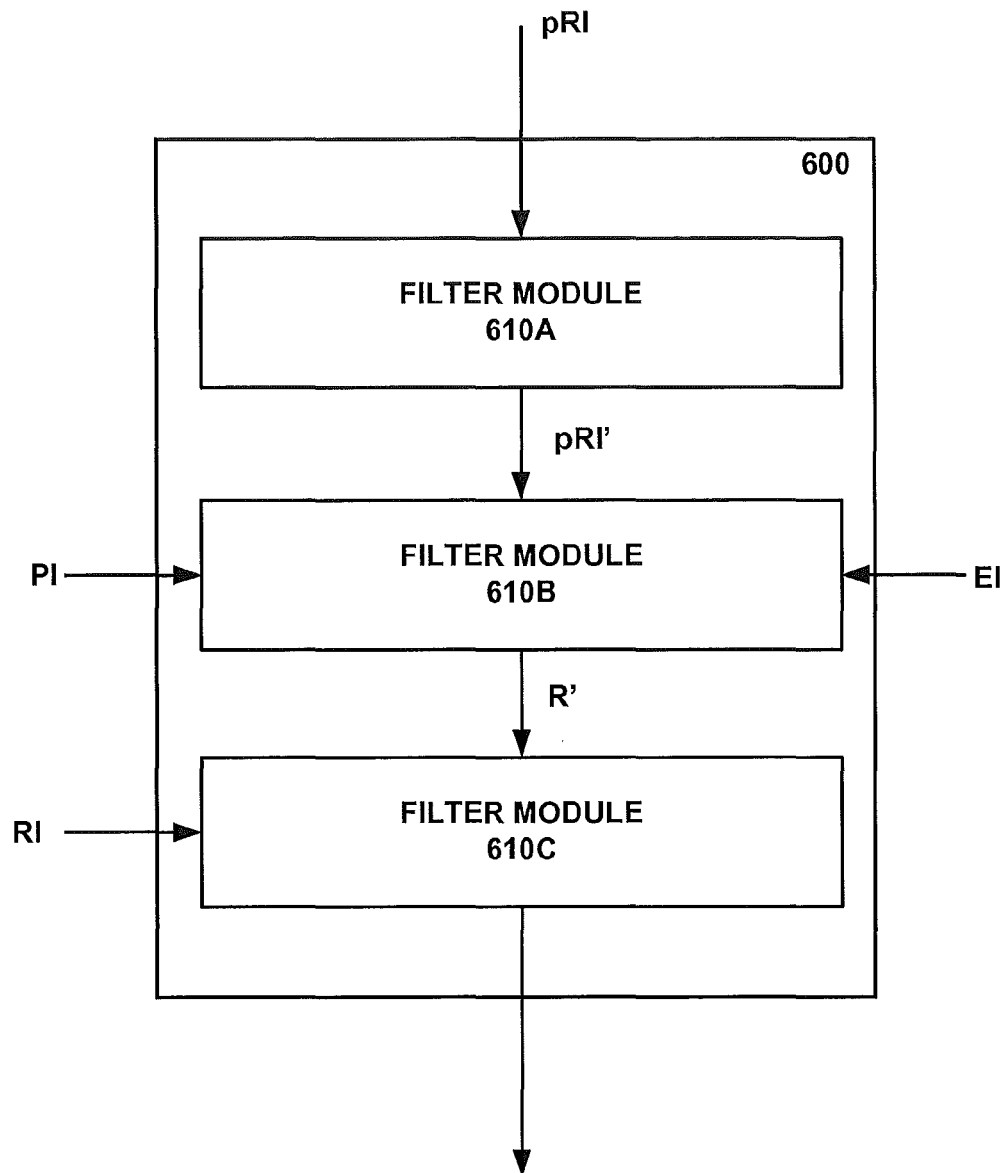 pRI
600
FILTER MODULE
610A
pRI’
FILTER MODULE
610B
PI
EI
R’
FILTER MODULE
610C
RI